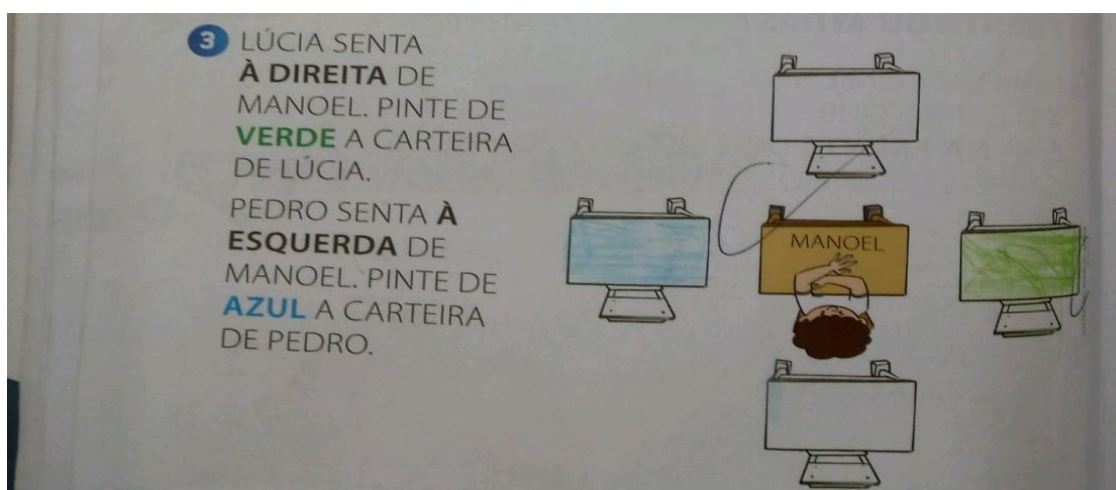 3 LÚCIA SENTA
À DIREITA DE
MANOEL. PINTE DE
VERDE A CARTEIRA
DE LÚCIA.
PEDRO SENTA À
ESQUERDA DE
MANOEL. PINTE DE
AZUL A CARTEIRA
DE PEDRO.
MANOEL